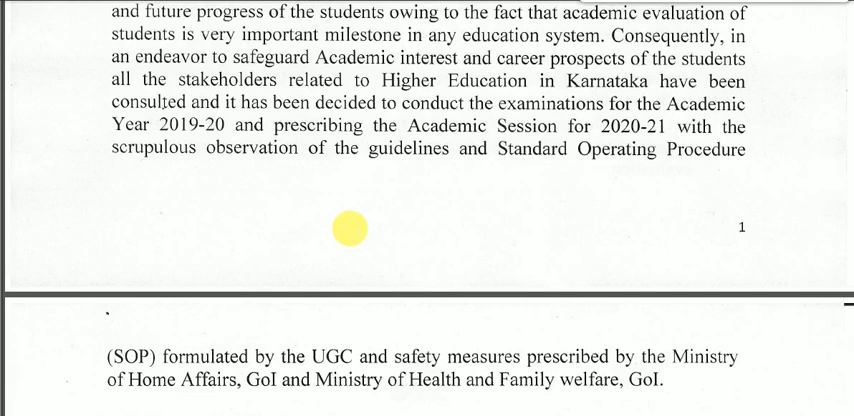 and future progress of the students owing to the fact that academic evaluation of
students is very important milestone in any education system. Consequently, in
an endeavor to safeguard Academic interest and career prospects of the students
all the stakeholders related to Higher Education in Karnataka have been
consulted and it has been decided to conduct the examinations for the Academic
Year 2019-20 and prescribing the Academic Session for 2020-21 with the
scrupulous observation of the guidelines and Standard Operating Procedure
1
(SOP) formulated by the UGC and safety measures prescribed by the Ministry
of Home Affairs, GoI and Ministry of Health and Family welfare, GoI.